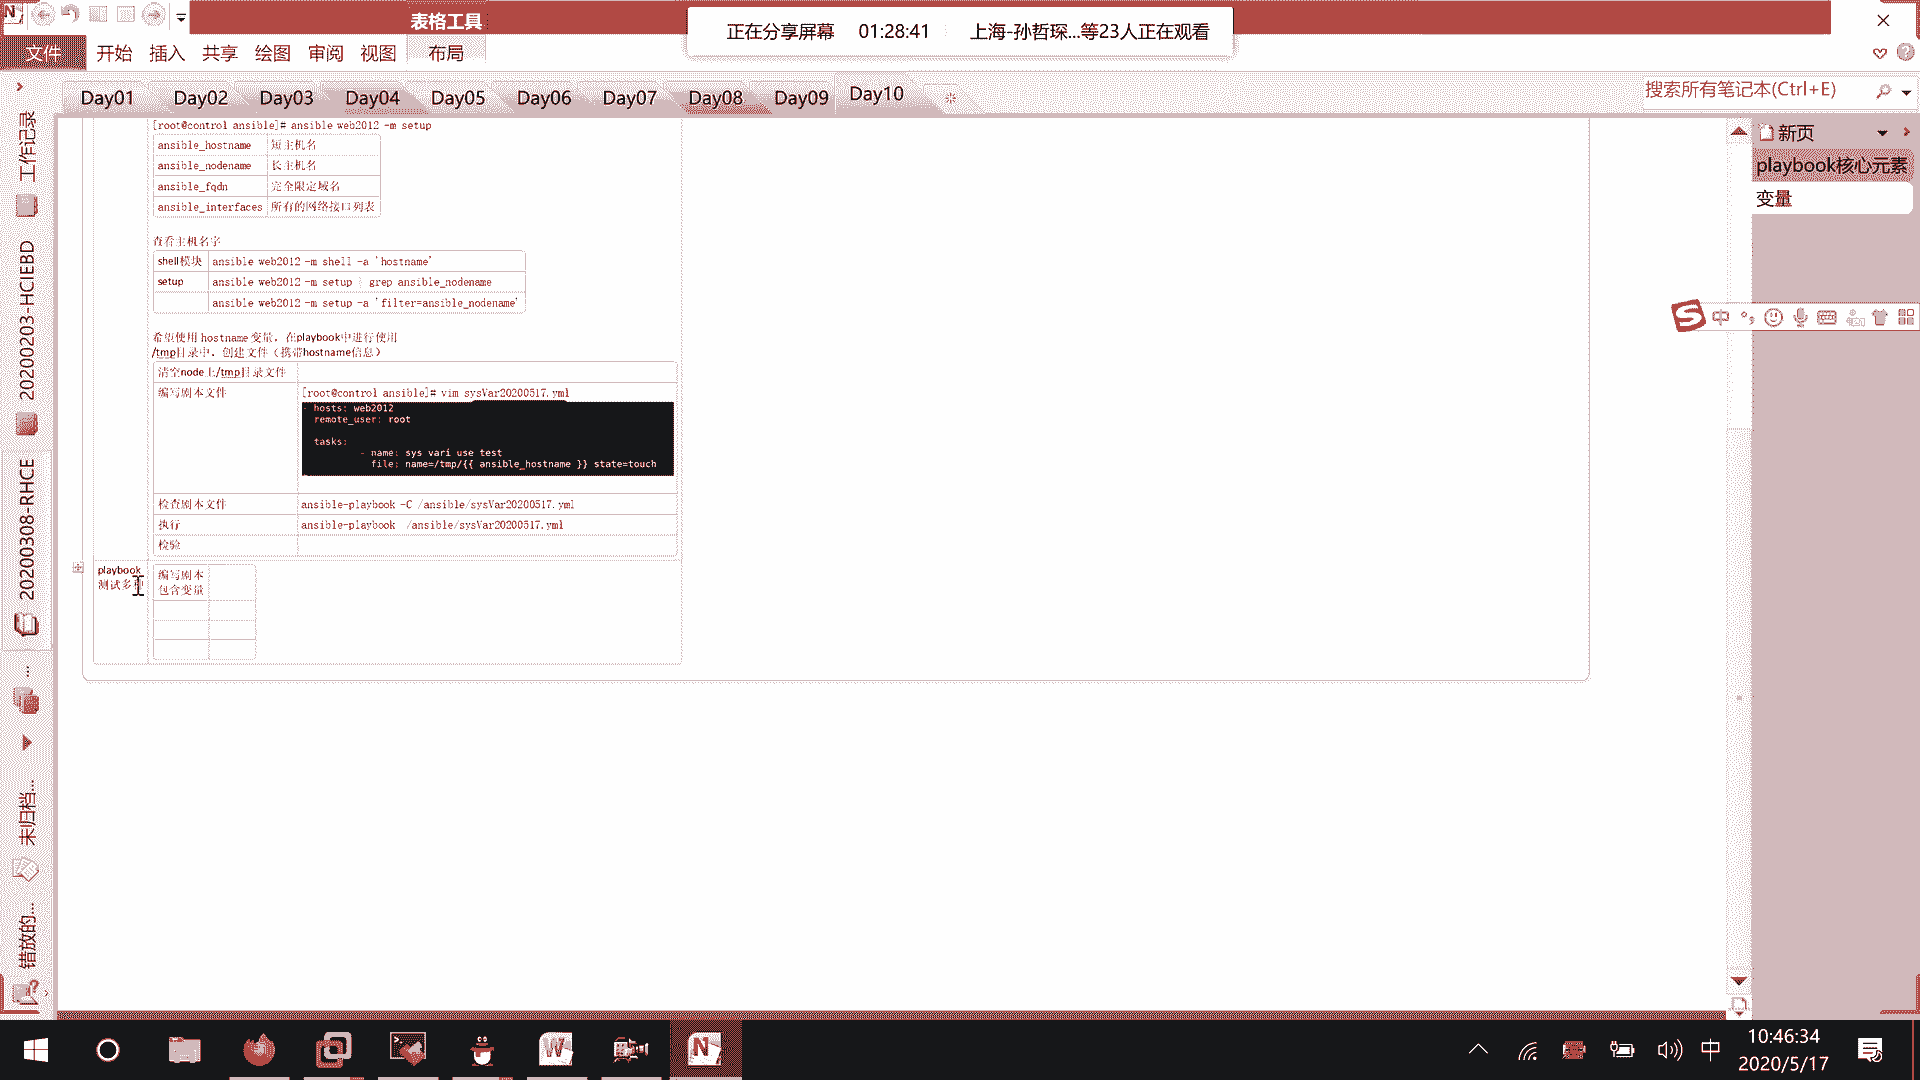 表格工具
正在分享屏幕 01:28:41 上海-孙哲琛...等23人正在观看
文件 开始 插入 共享 绘图 审阅 视图 布局
Day01 Day02 Day03 Day04 Day05 Day06 Day07 Day08 Day09 Day10
搜索所有笔记本(Ctrl+E)
新页
playbook核心元素
变量
工作记录
20200203-HCIEBD
20200308-RHCE
...
未归档...
错放的...
[root@control ansible]# ansible web2012 -m setup
ansible_hostname 短主机名
ansible_nodename 长主机名
ansible_fqdn 完全限定域名
ansible_interfaces 所有的网络接口列表
查看主机名字
shell模块 ansible web2012 -m shell -a 'hostname'
setup ansible web2012 -m setup | grep ansible_nodename
ansible web2012 -m setup -a 'filter=ansible_nodename'
希望使用 hostname 变量，在playbook中进行使用
/tmp目录中，创建文件（携带hostname信息）
清空node上/tmp目录文件
编写剧本文件 [root@control ansible]# vim sysVar20200517.yml
- hosts: web2012
remote_user: root
tasks:
- name: sys vari use test
file: name=/tmp/{{ ansible_hostname }} state=touch
检查剧本文件 ansible-playbook -C /ansible/sysVar20200517.yml
执行 ansible-playbook /ansible/sysVar20200517.yml
检验
playbook
测试多种
编写剧本
包含变量
中
中
10:46:34
2020/5/17